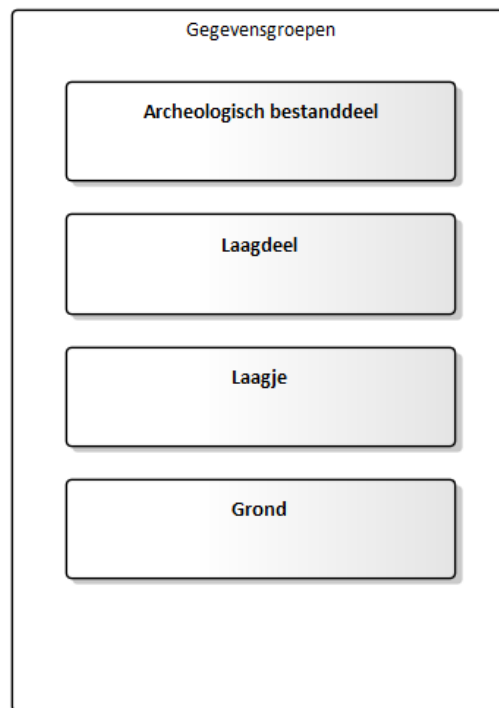 Gegevensgroepen
Archeologisch bestanddeel
Laagdeel
Laagje
Grond